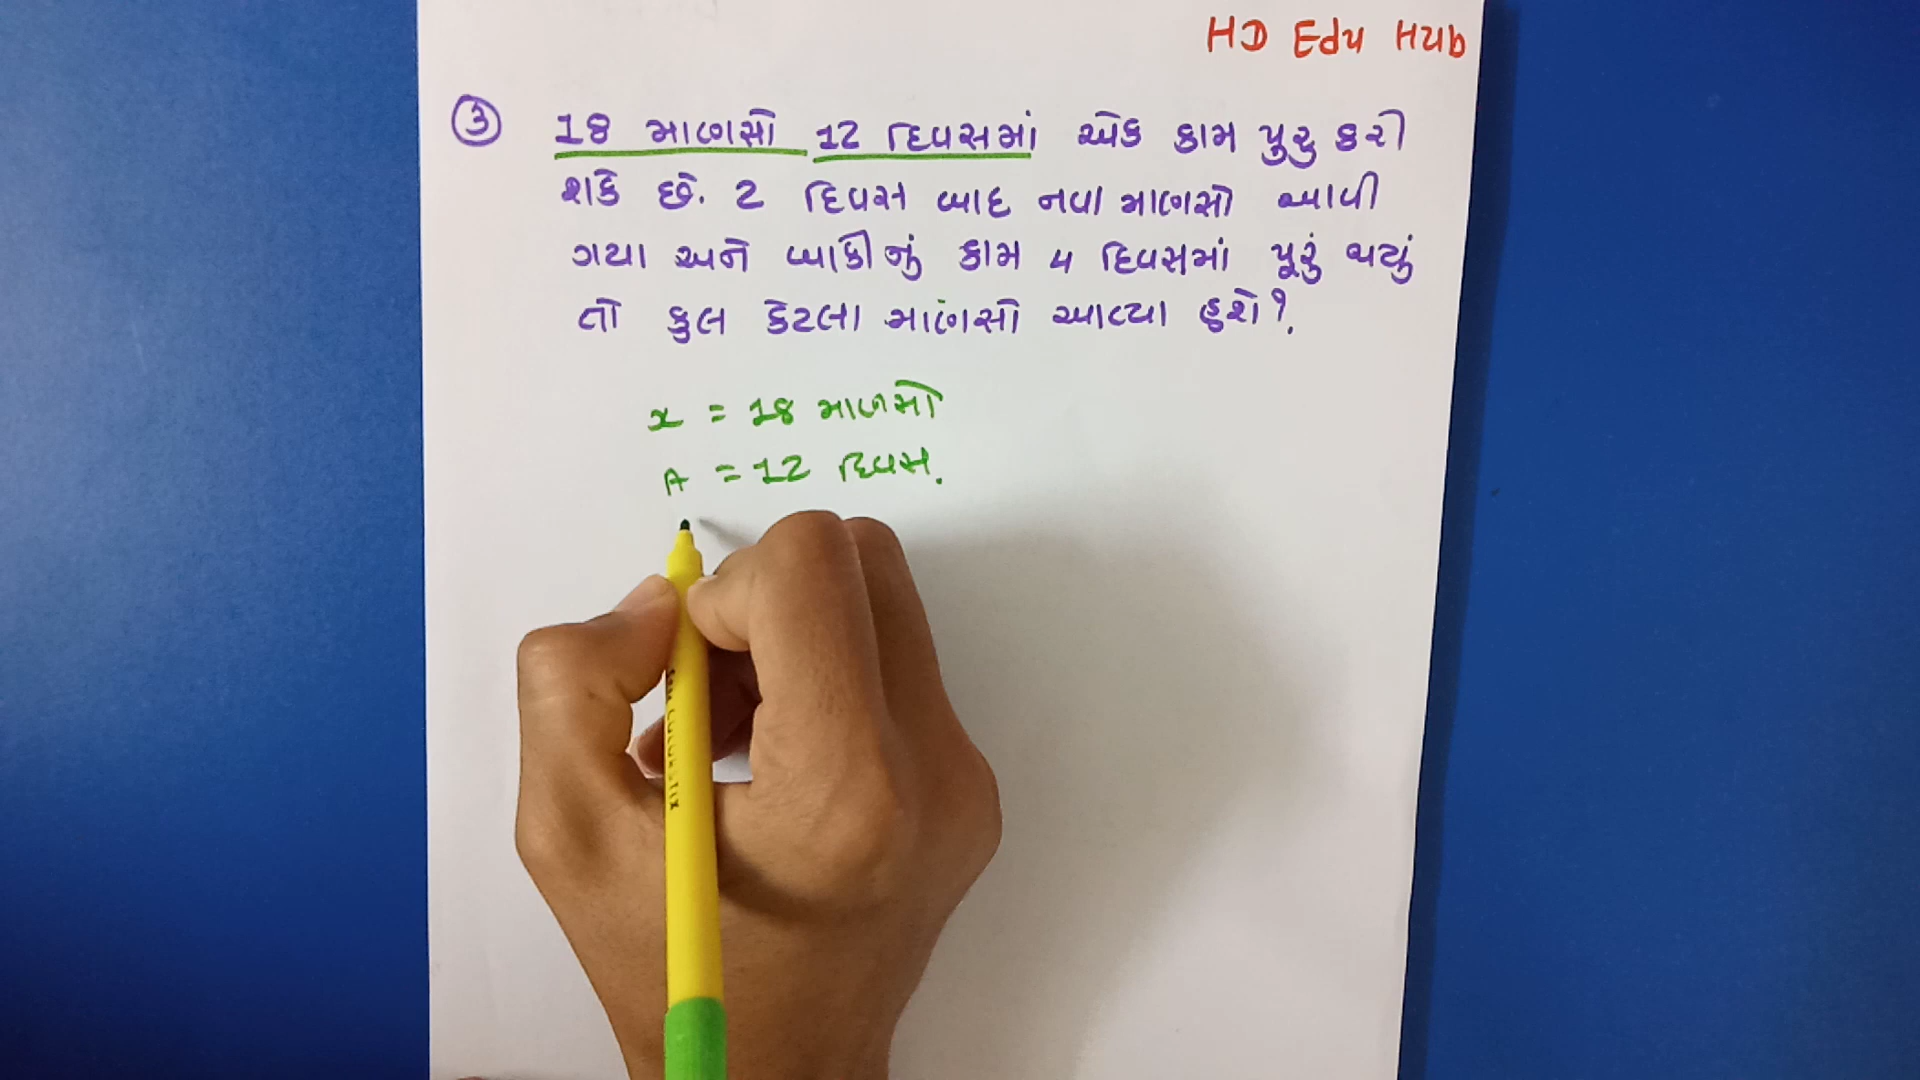 HD Edu Hub
③ 18 માણસો 12 દિવસમાં એક કામ પુરુ કરી
શકે છે. 2 દિવસ બાદ નવા માણસો આવી
ગયા અને બાકીનું કામ 4 દિવસમાં પૂરું થયું
તો કુલ કેટલા માણસો આવ્યા હશે?
x = 18 માણસો
A = 12 દિવસ.